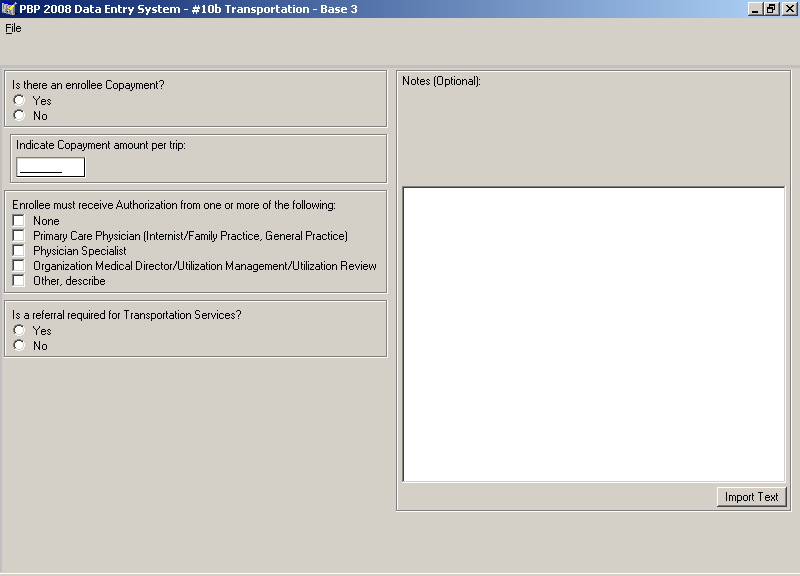 PBP 2008 Data Entry System - #10b Transportation - Base 3
File
Is there an enrollee Copayment?
Yes
No
Indicate Copayment amount per trip:
Enrollee must receive Authorization from one or more of the following:
None
Primary Care Physician (Internist/Family Practice, General Practice)
Physician Specialist
Organization Medical Director/Utilization Management/Utilization Review
Other, describe
Is a referral required for Transportation Services?
Yes
No
Notes (Optional):
Import Text